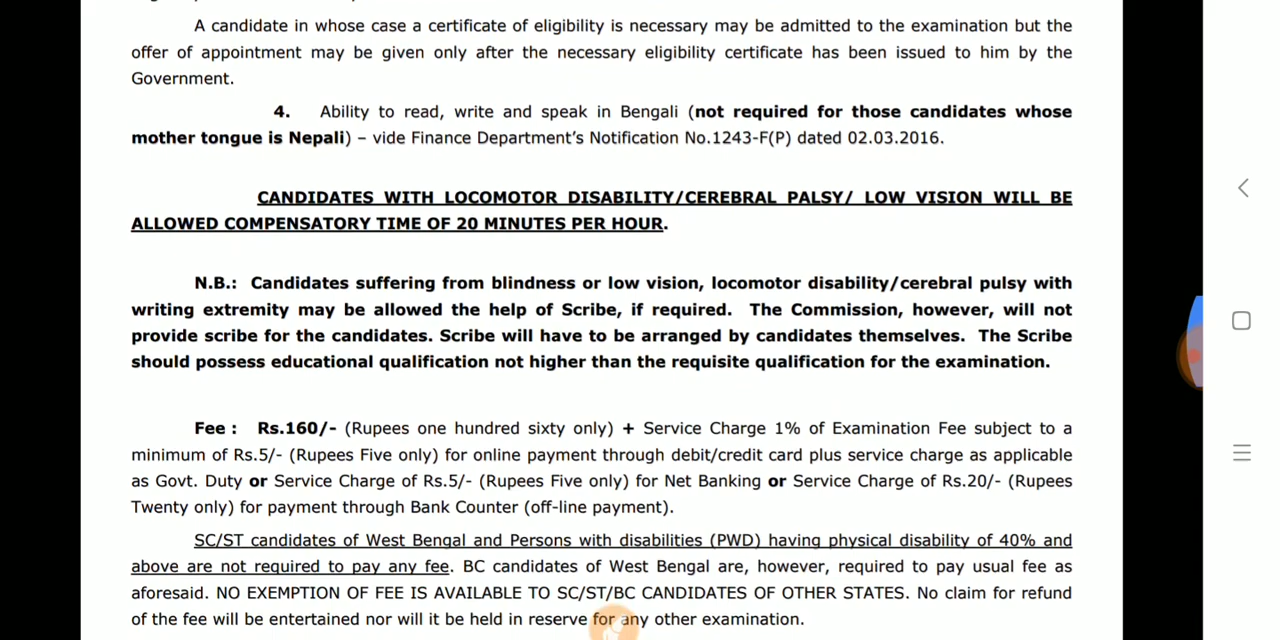 A candidate in whose case a certificate of eligibility is necessary may be admitted to the examination but the
offer of appointment may be given only after the necessary eligibility certificate has been issued to him by the
Government.
4. Ability to read, write and speak in Bengali (not required for those candidates whose
mother tongue is Nepali) – vide Finance Department's Notification No.1243-F(P) dated 02.03.2016.
CANDIDATES WITH LOCOMOTOR DISABILITY/CEREBRAL PALSY/ LOW VISION WILL BE
ALLOWED COMPENSATORY TIME OF 20 MINUTES PER HOUR.
N.B.: Candidates suffering from blindness or low vision, locomotor disability/cerebral pulsy with
writing extremity may be allowed the help of Scribe, if required. The Commission, however, will not
provide scribe for the candidates. Scribe will have to be arranged by candidates themselves. The Scribe
should possess educational qualification not higher than the requisite qualification for the examination.
Fee : Rs.160/- (Rupees one hundred sixty only) + Service Charge 1% of Examination Fee subject to a
minimum of Rs.5/- (Rupees Five only) for online payment through debit/credit card plus service charge as applicable
as Govt. Duty or Service Charge of Rs.5/- (Rupees Five only) for Net Banking or Service Charge of Rs.20/- (Rupees
Twenty only) for payment through Bank Counter (off-line payment).
SC/ST candidates of West Bengal and Persons with disabilities (PWD) having physical disability of 40% and
above are not required to pay any fee. BC candidates of West Bengal are, however, required to pay usual fee as
aforesaid. NO EXEMPTION OF FEE IS AVAILABLE TO SC/ST/BC CANDIDATES OF OTHER STATES. No claim for refund
of the fee will be entertained nor will it be held in reserve for any other examination.